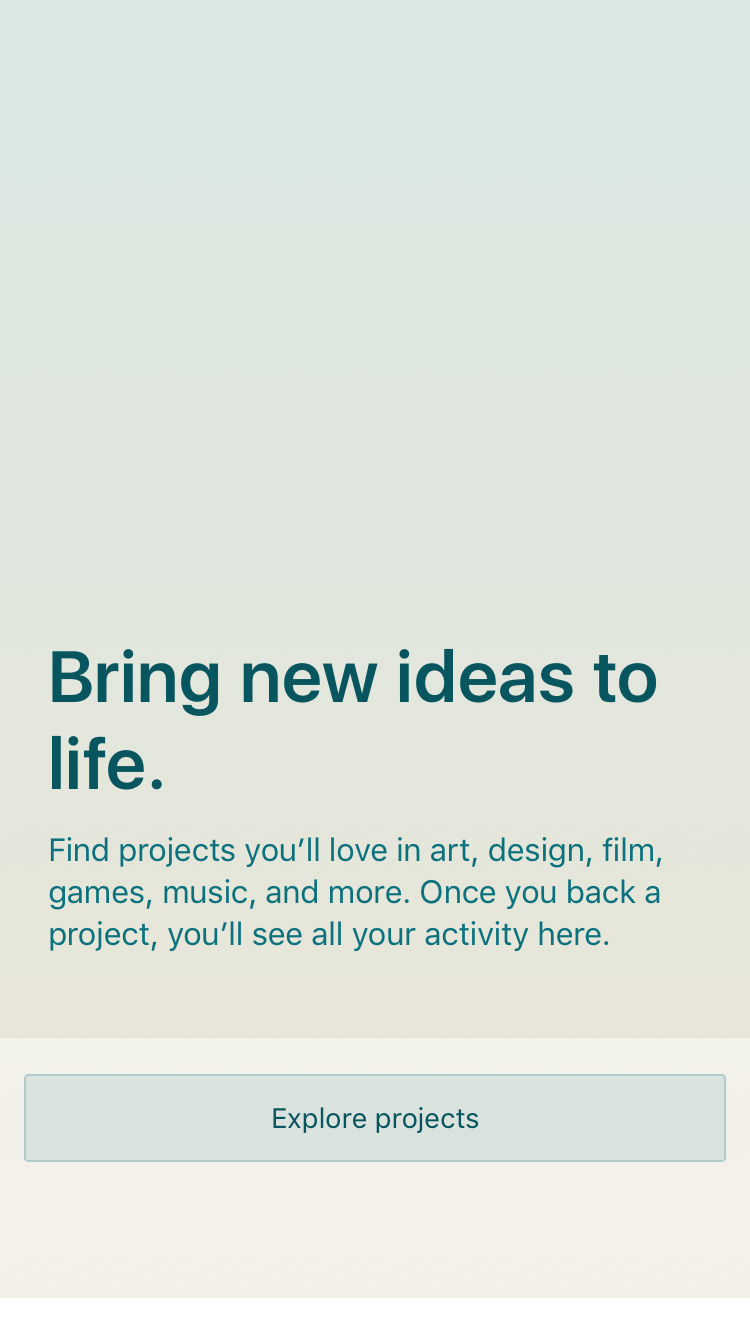 Bring new ideas to
life.
Find projects you’ll love in art, design, film,
games, music, and more. Once you back a
project, you’ll see all your activity here.
Explore projects